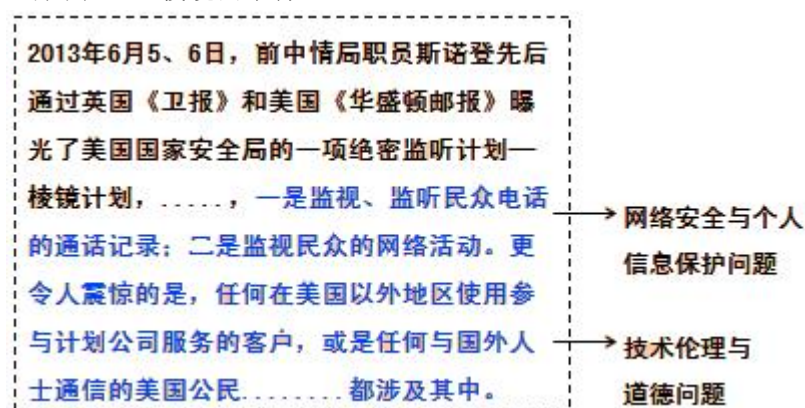 2013年6月5、6日，前中情局职员斯诺登先后
通过英国《卫报》和美国《华盛顿邮报》曝
光了美国国家安全局的一项绝密监听计划—
棱镜计划，.....，一是监视、监听民众电话
的通话记录；二是监视民众的网络活动。更
令人震惊的是，任何在美国以外地区使用参
与计划公司服务的客户，或是任何与国外人
士通信的美国公民........都涉及其中。
网络安全与个人
信息保护问题
技术伦理与
道德问题